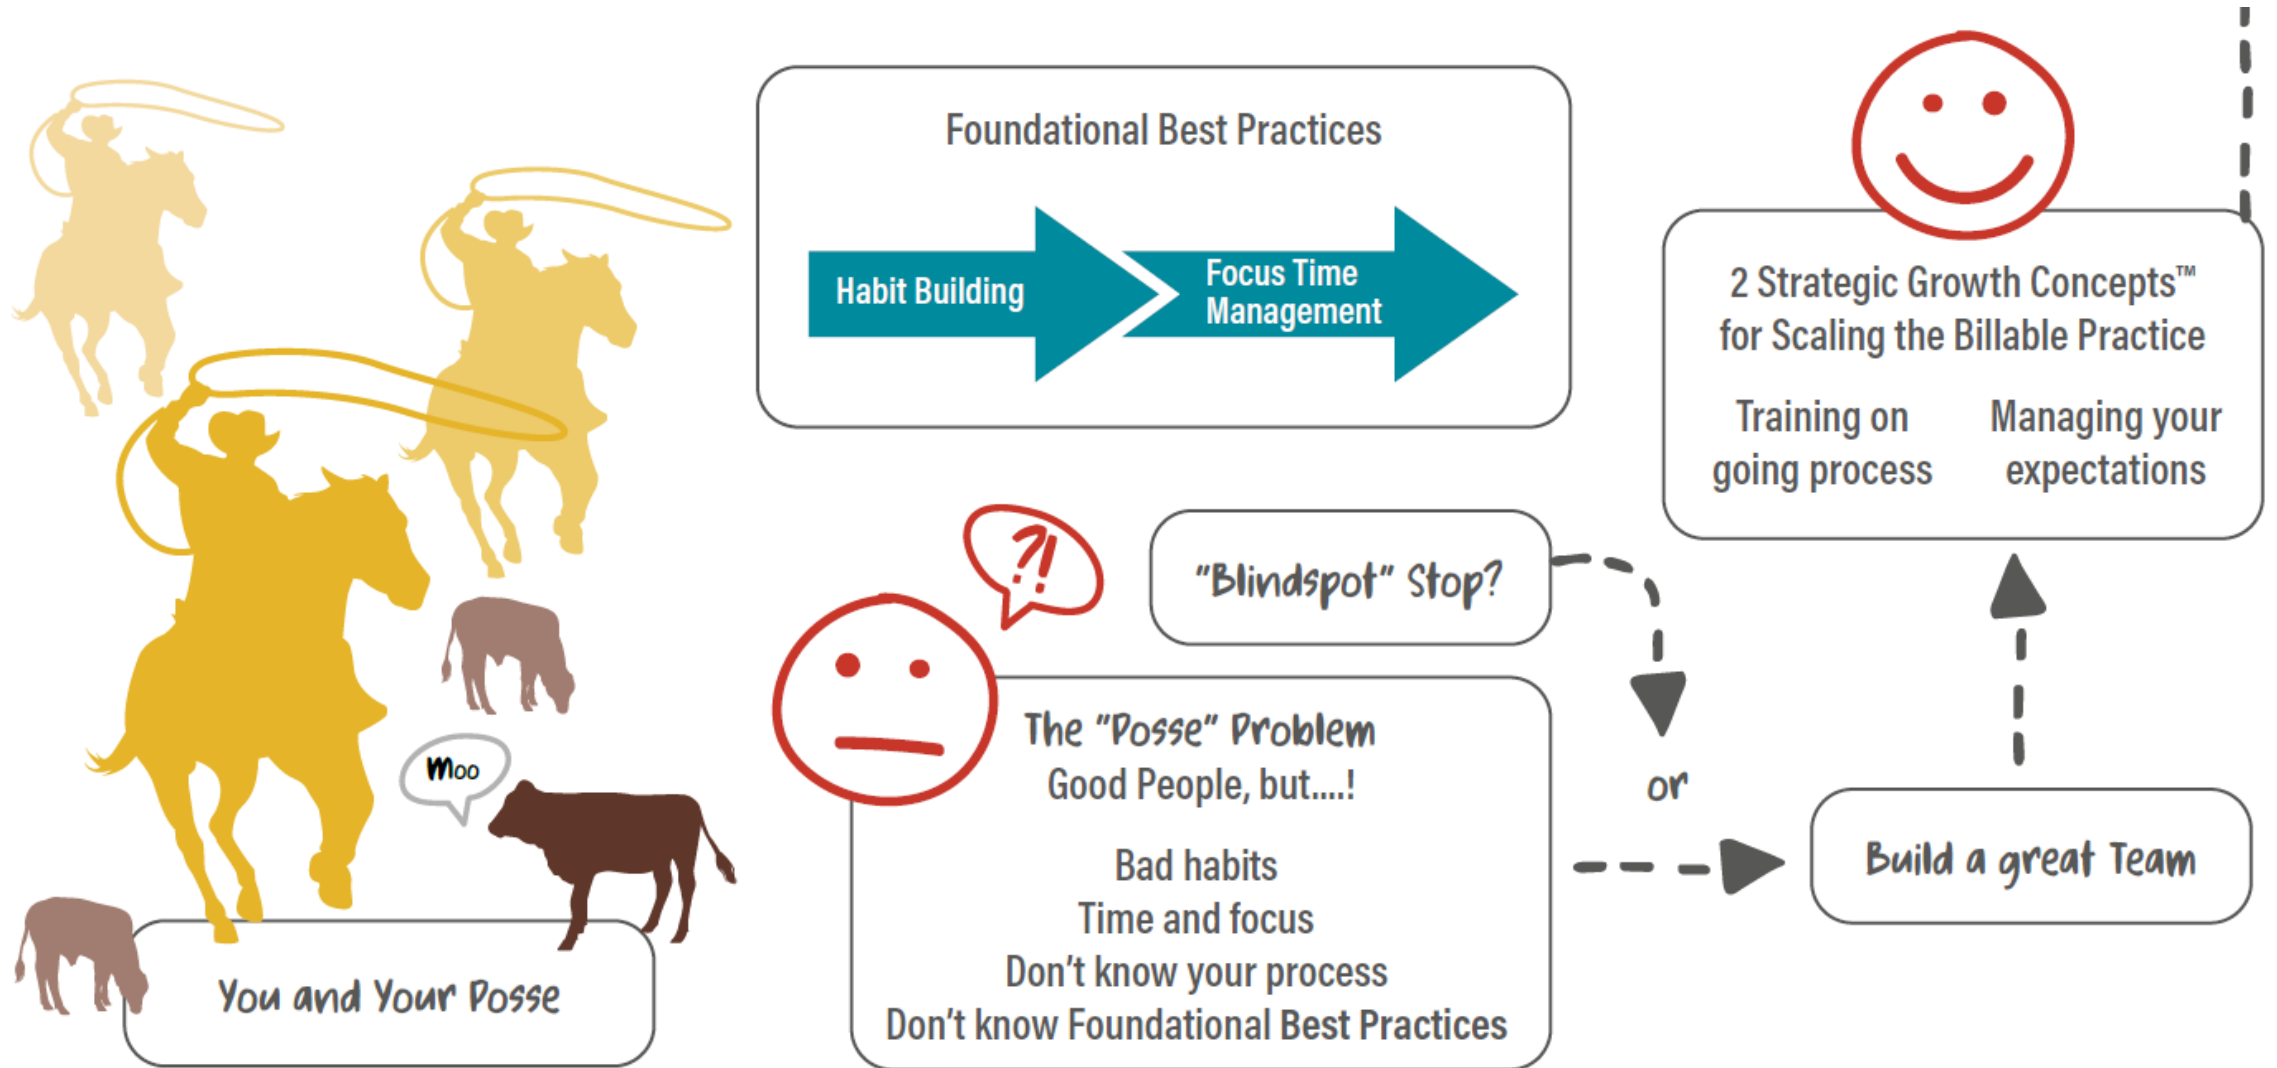 Foundational Best Practices
Habit Building
Focus Time
Management
2 Strategic Growth Concepts™
for Scaling the Billable Practice
Training on
going process
Managing your
expectations
?!
"Blindspot" Stop?
The "Posse" Problem
Good People, but....!
Bad habits
Time and focus
Don't know your process
Don't know Foundational Best Practices
or
Build a great Team
Moo
You and Your Posse